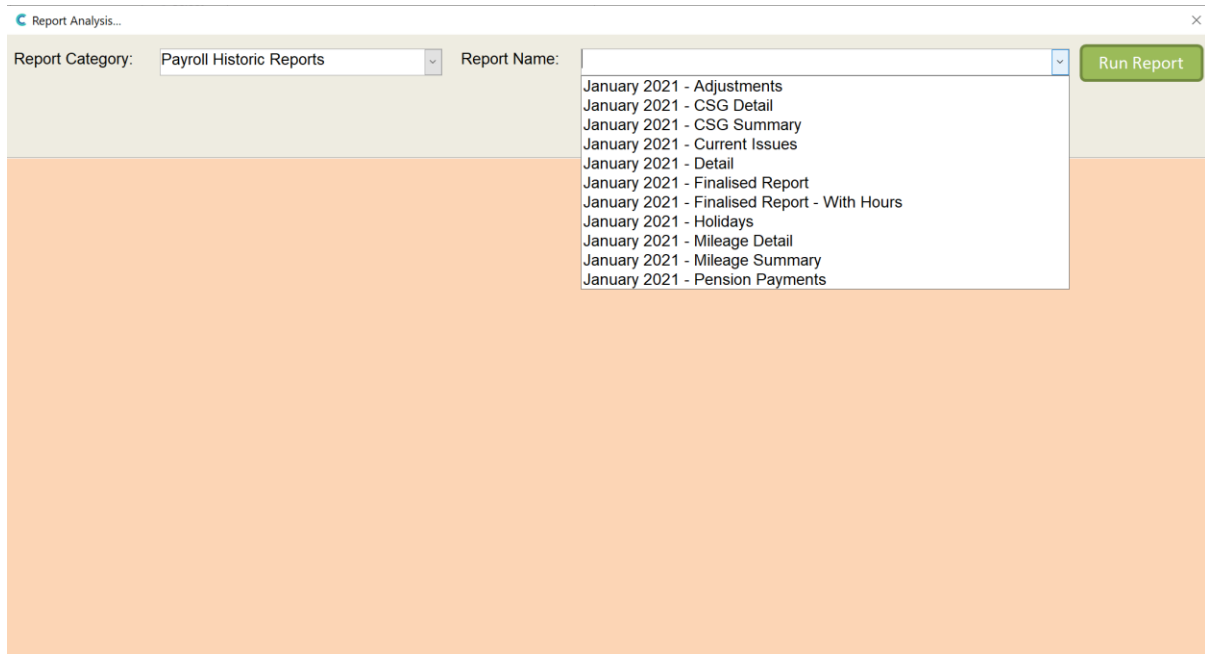 Report Analysis...
Report Category: Payroll Historic Reports Report Name: Run Report
January 2021 - Adjustments
January 2021 - CSG Detail
January 2021 - CSG Summary
January 2021 - Current Issues
January 2021 - Detail
January 2021 - Finalised Report
January 2021 - Finalised Report - With Hours
January 2021 - Holidays
January 2021 - Mileage Detail
January 2021 - Mileage Summary
January 2021 - Pension Payments